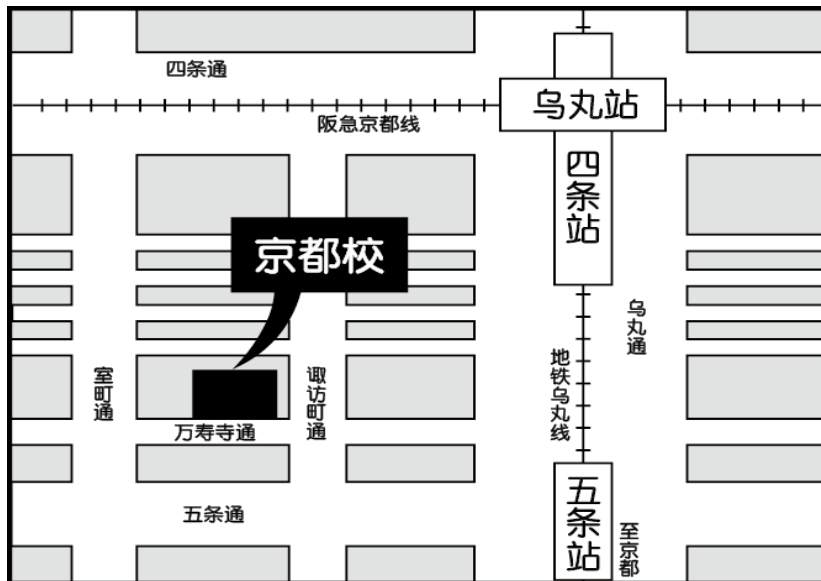 四条通
乌丸站
阪急京都线
四条站
京都校
乌丸通
地铁乌丸线
室町通
诹访町通
万寿寺通
五条通
五条站
至京都